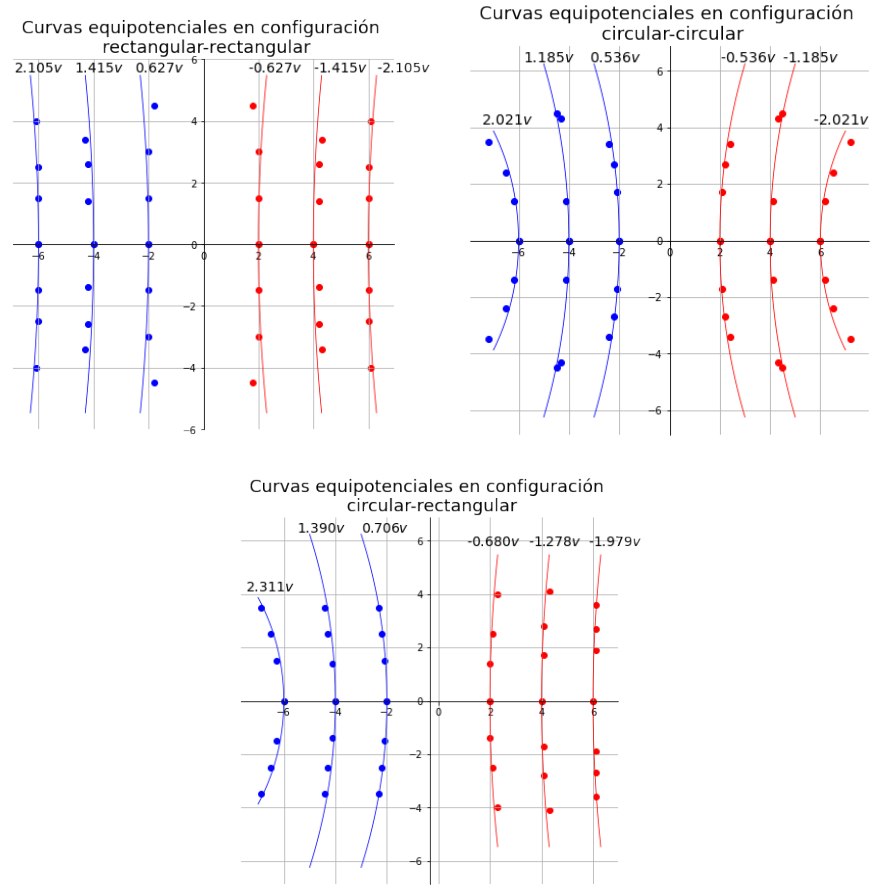 Curvas equipotenciales en configuración
rectangular-rectangular
2.105v 1.415v 0.627v -0.627v -1.415v -2.105v
6
4
2
−6 −4 −2 0 2 4 6
−2
−4
−6
Curvas equipotenciales en configuración
circular-circular
1.185v 0.536v -0.536v -1.185v
6
2.021v 4 -2.021v
2
0
−6 −4 −2 0 2 4 6
−2
−4
−6
Curvas equipotenciales en configuración
circular-rectangular
1.390v 0.706v
6 -0.680v -1.278v -1.979v
2.311v
4
2
0
−6 −4 −2 0 2 4 6
−2
−4
−6